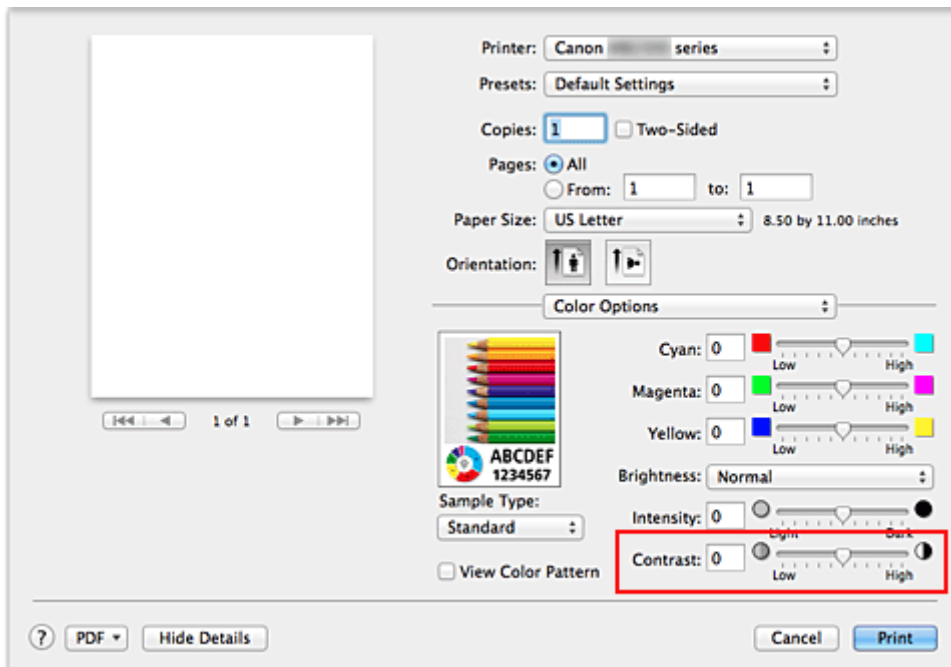 Printer: Canon series
Presets: Default Settings
Copies: 1 Two-Sided
Pages: All
From: 1 to: 1
Paper Size: US Letter 8.50 by 11.00 inches
Orientation:
Color Options
1 of 1
ABCDEF
1234567
Sample Type:
Standard
View Color Pattern
Cyan: 0
Low High
Magenta: 0
Low High
Yellow: 0
Low High
Brightness: Normal
Intensity: 0
Light Dark
Contrast: 0
Low High
? PDF Hide Details Cancel Print